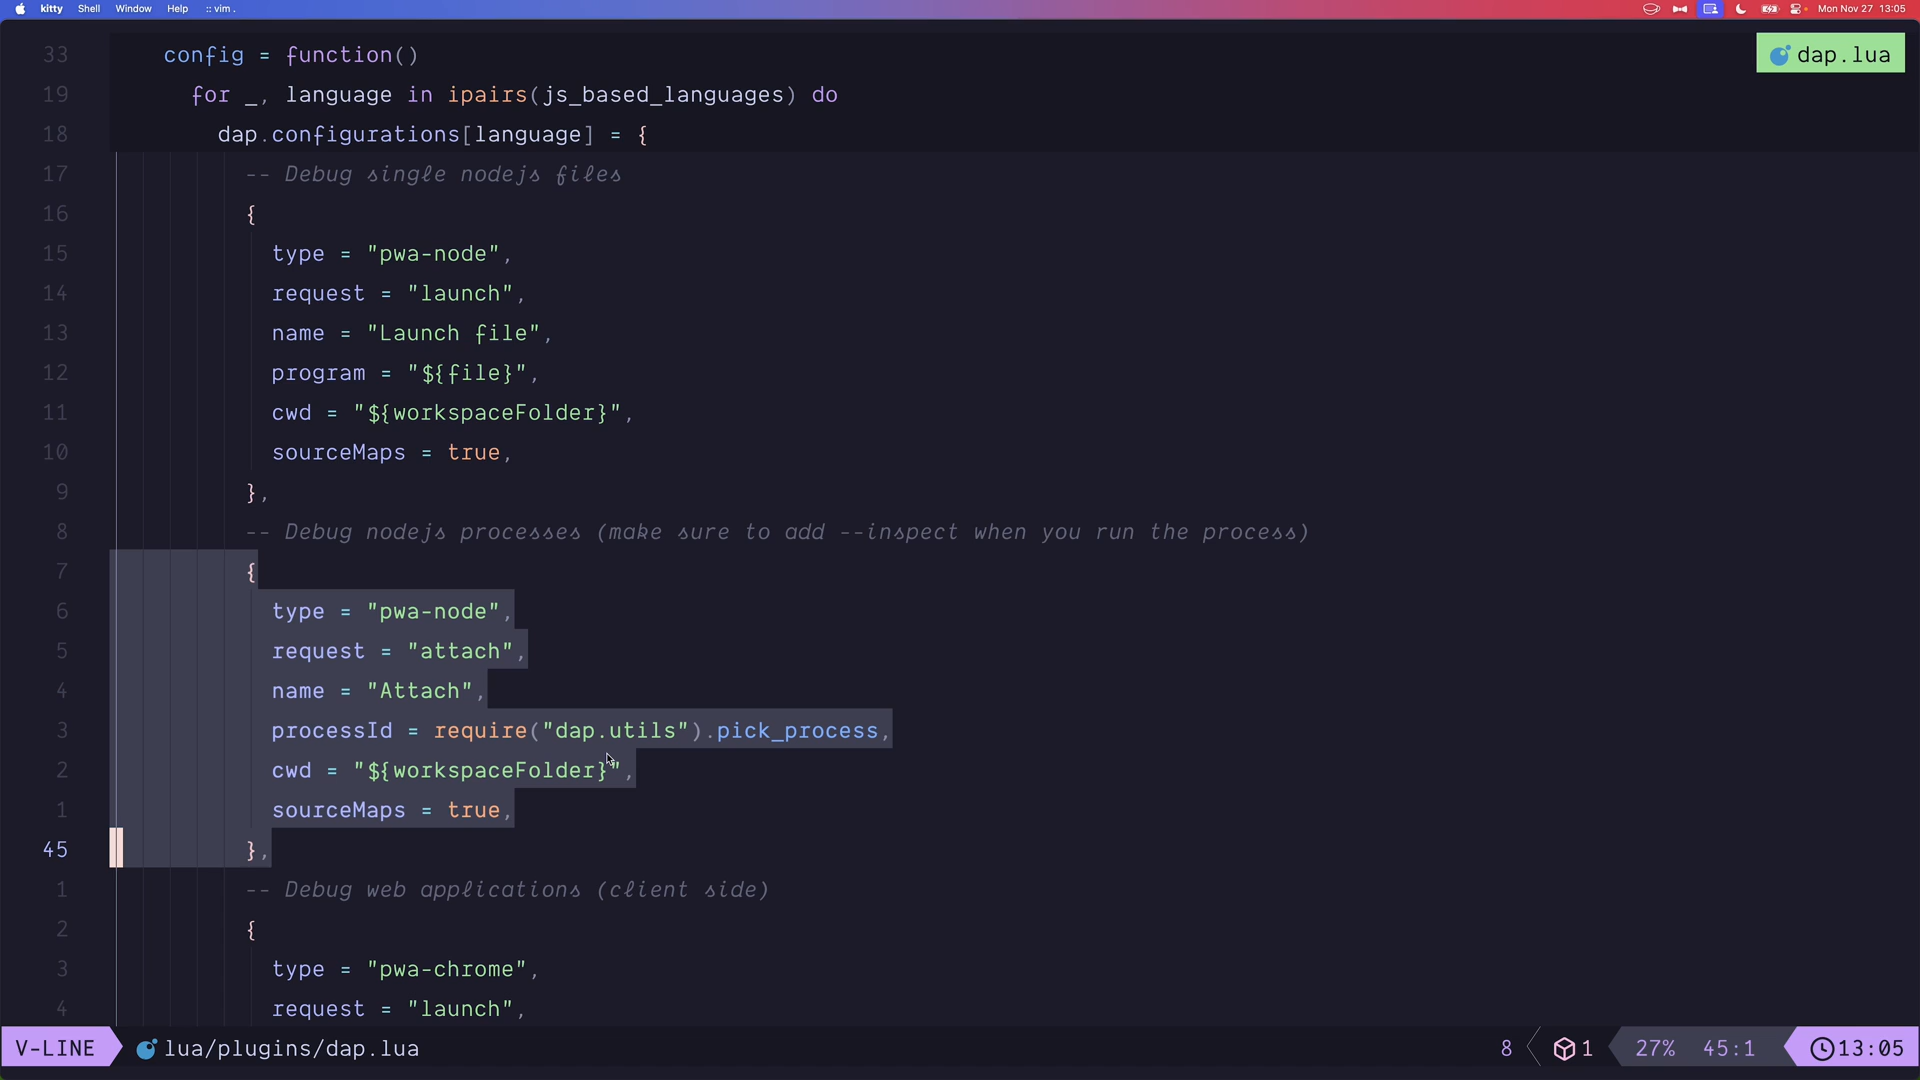 kitty Shell Window Help :: vim . Mon Nov 27 13:05
33 config = function() dap.lua
19 for _, language in ipairs(js_based_languages) do
18 dap.configurations[language] = {
17 -- Debug single nodejs files
16 {
15 type = "pwa-node",
14 request = "launch",
13 name = "Launch file",
12 program = "${file}",
11 cwd = "${workspaceFolder}",
10 sourceMaps = true,
9 },
8 -- Debug nodejs processes (make sure to add --inspect when you run the process)
7 {
6 type = "pwa-node",
5 request = "attach",
4 name = "Attach",
3 processId = require("dap.utils").pick_process,
2 cwd = "${workspaceFolder}",
1 sourceMaps = true,
45 },
1 -- Debug web applications (client side)
2 {
3 type = "pwa-chrome",
4 request = "launch",
V-LINE lua/plugins/dap.lua 8 1 27% 45:1 13:05